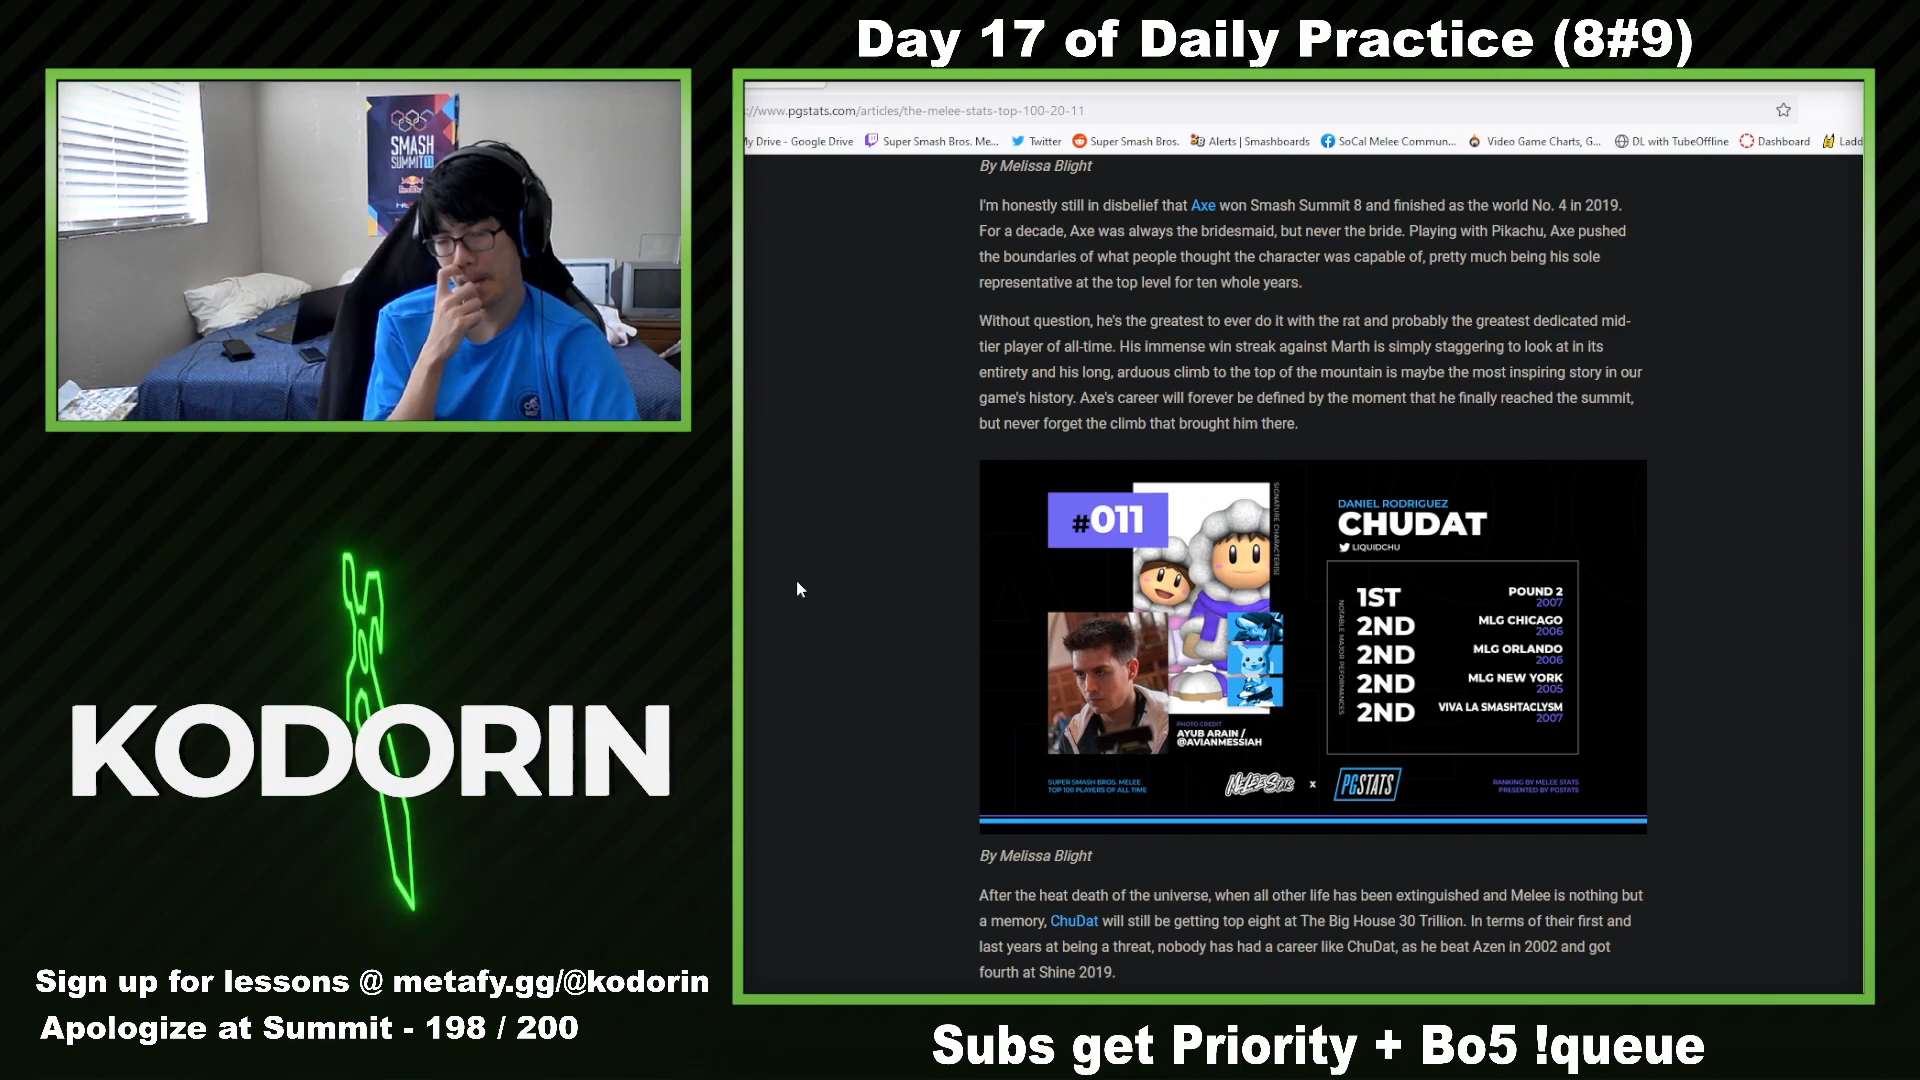 Day 17 of Daily Practice (8#9)
SMASH
SUMMIT 11
://www.pgstats.com/articles/the-melee-stats-top-100-20-11
My Drive - Google Drive Super Smash Bros. Me... Twitter Super Smash Bros. Alerts | Smashboards SoCal Melee Commun... Video Game Charts, G... DL with TubeOffline Dashboard Ladd
By Melissa Blight
I'm honestly still in disbelief that Axe won Smash Summit 8 and finished as the world No. 4 in 2019.
For a decade, Axe was always the bridesmaid, but never the bride. Playing with Pikachu, Axe pushed
the boundaries of what people thought the character was capable of, pretty much being his sole
representative at the top level for ten whole years.
Without question, he's the greatest to ever do it with the rat and probably the greatest dedicated mid-
tier player of all-time. His immense win streak against Marth is simply staggering to look at in its
entirety and his long, arduous climb to the top of the mountain is maybe the most inspiring story in our
game's history. Axe's career will forever be defined by the moment that he finally reached the summit,
but never forget the climb that brought him there.
#011
SIGNATURE CHARACTER(S)
DANIEL RODRIGUEZ
CHUDAT
LIQUIDCHU
NOTABLE MAJOR PERFORMANCES
1ST POUND 2
2007
2ND MLG CHICAGO
2006
2ND MLG ORLANDO
2006
2ND MLG NEW YORK
2005
2ND VIVA LA SMASHTACLYSM
2007
PHOTO CREDIT
AYUB ARAIN /
@AVIANMESSIAH
SUPER SMASH BROS. MELEE
TOP 100 PLAYERS OF ALL TIME
MELEE STATS x PGSTATS
RANKING BY MELEE STATS
PRESENTED BY PGSTATS
By Melissa Blight
After the heat death of the universe, when all other life has been extinguished and Melee is nothing but
a memory, ChuDat will still be getting top eight at The Big House 30 Trillion. In terms of their first and
last years at being a threat, nobody has had a career like ChuDat, as he beat Azen in 2002 and got
fourth at Shine 2019.
KODORIN
Sign up for lessons @ metafy.gg/@kodorin
Apologize at Summit - 198 / 200
Subs get Priority + Bo5 !queue